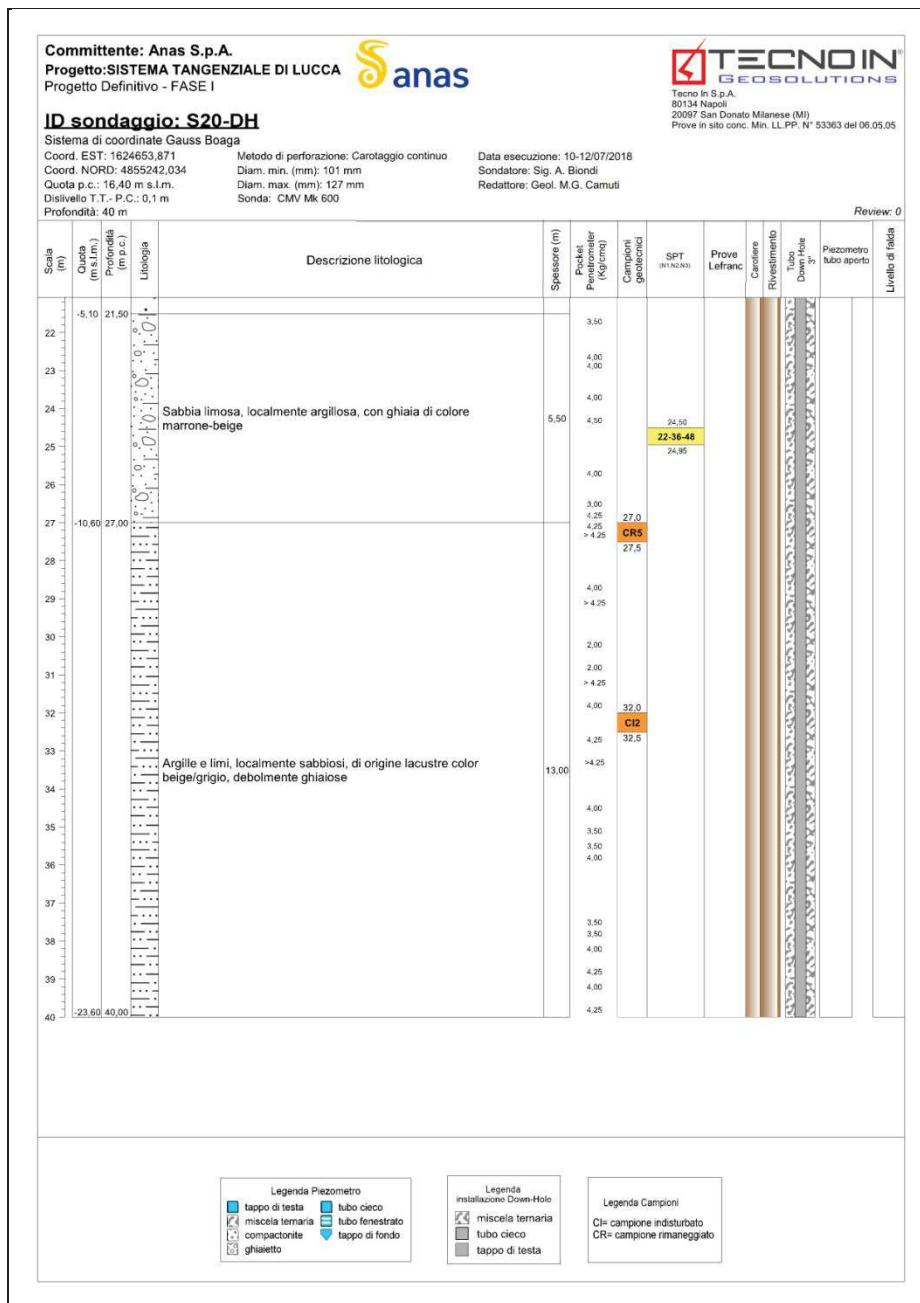 Committente: Anas S.p.A.
Progetto:SISTEMA TANGENZIALE DI LUCCA
Progetto Definitivo - FASE I
anas
TECNOIN
GEOSOLUTIONS
Tecno In S.p.A.
80134 Napoli
20097 San Donato Milanese (MI)
Prove in sito conc. Min. LL.PP. N° 53363 del 06.05.05
ID sondaggio: S20-DH
Sistema di coordinate Gauss Boaga
Coord. EST: 1624653,871
Coord. NORD: 4855242,034
Quota p.c.: 16,40 m s.l.m.
Dislivello T.T.- P.C.: 0,1 m
Profondità: 40 m
Metodo di perforazione: Carotaggio continuo
Diam. min. (mm): 101 mm
Diam. max. (mm): 127 mm
Sonda: CMV Mk 600
Data esecuzione: 10-12/07/2018
Sondatore: Sig. A. Biondi
Redattore: Geol. M.G. Camuti
Review: 0
Scala (m)
Quota (m s.l.m.)
Profondità (m p.c.)
Litologia
Descrizione litologica
Spessore (m)
Pocket Penetrometer (Kg/cmq)
Campioni geotecnici
SPT
(N1,N2,N3)
Prove Lefranc
Carotiere
Rivestimento
Tubo Down Hole 3"
Piezometro tubo aperto
Livello di falda
-5,10 21,50
3,50
22
4,00
23
4,00
4,00
24
Sabbia limosa, localmente argillosa, con ghiaia di colore
marrone-beige
5,50
4,50
24,50
22-36-48
24,95
25
4,00
26
3,00
4,25
27
-10,60 27,00
4,25
> 4.25
27,0
CR5
27,5
28
4,00
29
> 4.25
30
2,00
2,00
31
> 4.25
4,00
32,0
CI2
32,5
32
4,25
33
>4.25
Argille e limi, localmente sabbiosi, di origine lacustre color
beige/grigio, debolmente ghiaiose
13,00
34
4,00
35
3,50
3,50
36
4,00
37
3,50
3,50
38
4,00
4,25
39
4,00
4,25
40
-23,60 40,00
Legenda Piezometro
tappo di testa
tubo cieco
miscela ternaria
tubo fenestrato
compactonite
tappo di fondo
ghiaietto
Legenda
installazione Down-Hole
miscela ternaria
tubo cieco
tappo di testa
Legenda Campioni
CI= campione indisturbato
CR= campione rimaneggiato